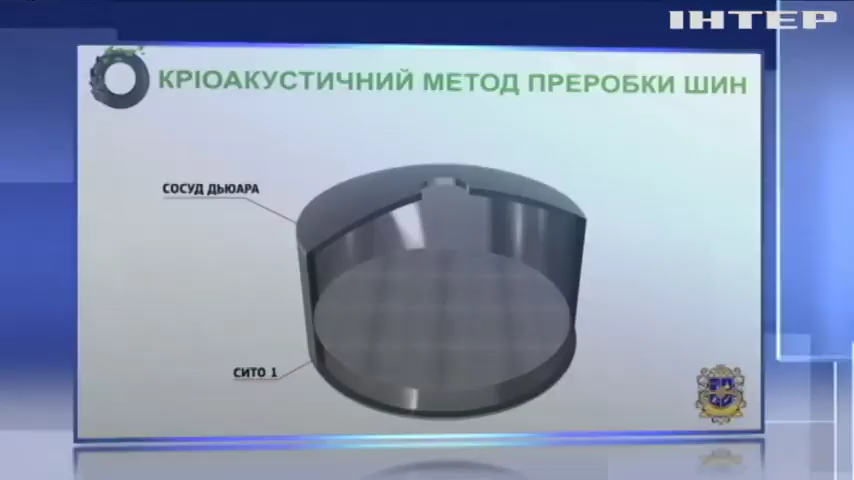 ІНТЕР
КРІОАКУСТИЧНИЙ МЕТОД ПРЕРОБКИ ШИН
СОСУД ДЬЮАРА
СИТО 1